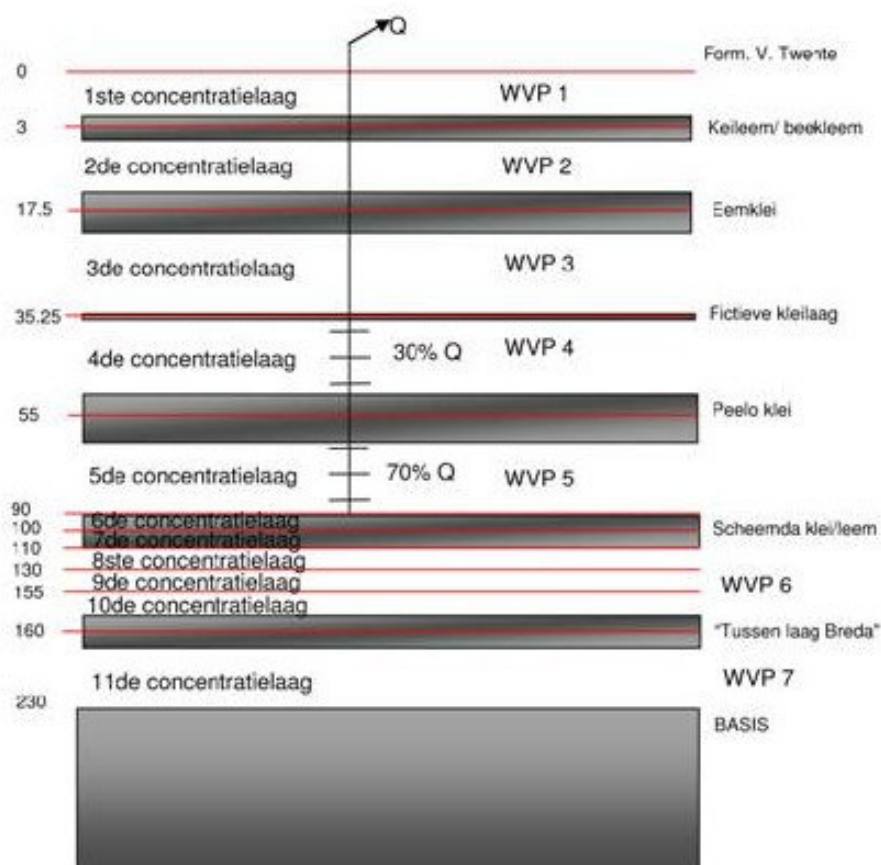 Q
Form. V. Twente
0
1ste concentratielaag WVP 1
3 Keileem/ beekleem
2de concentratielaag WVP 2
17.5 Eemklei
3de concentratielaag WVP 3
35.25 Fictieve kleilaag
4de concentratielaag 30% Q WVP 4
55 Peelo klei
5de concentratielaag 70% Q WVP 5
90
6de concentratielaag
100 Scheemda klei/leem
7de concentratielaag
110
8ste concentratielaag
130
9de concentratielaag WVP 6
155
10de concentratielaag
160 "Tussen laag Breda"
11de concentratielaag WVP 7
230
BASIS